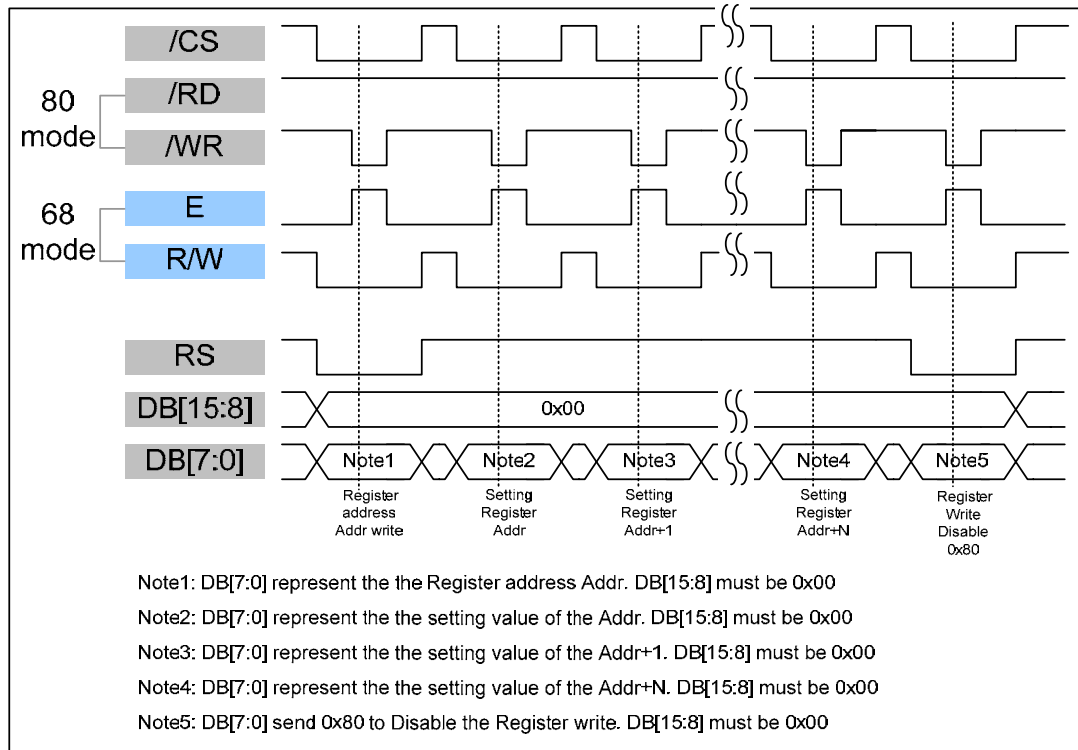 /CS
80
mode
/RD
/WR
68
mode
E
R/W
RS
DB[15:8]
0x00
DB[7:0]
Note1
Note2
Note3
Note4
Note5
Register
address
Addr write
Setting
Register
Addr
Setting
Register
Addr+1
Setting
Register
Addr+N
Register
Write
Disable
0x80
Note1: DB[7:0] represent the the Register address Addr. DB[15:8] must be 0x00
Note2: DB[7:0] represent the the setting value of the Addr. DB[15:8] must be 0x00
Note3: DB[7:0] represent the the setting value of the Addr+1. DB[15:8] must be 0x00
Note4: DB[7:0] represent the the setting value of the Addr+N. DB[15:8] must be 0x00
Note5: DB[7:0] send 0x80 to Disable the Register write. DB[15:8] must be 0x00